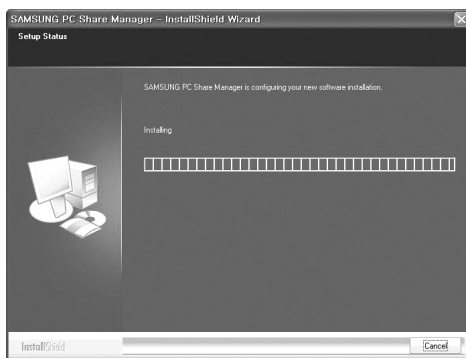 SAMSUNG PC Share Manager - InstallShield Wizard
Setup Status
SAMSUNG PC Share Manager is configuring your new software installation.
Installing
InstallShield
Cancel